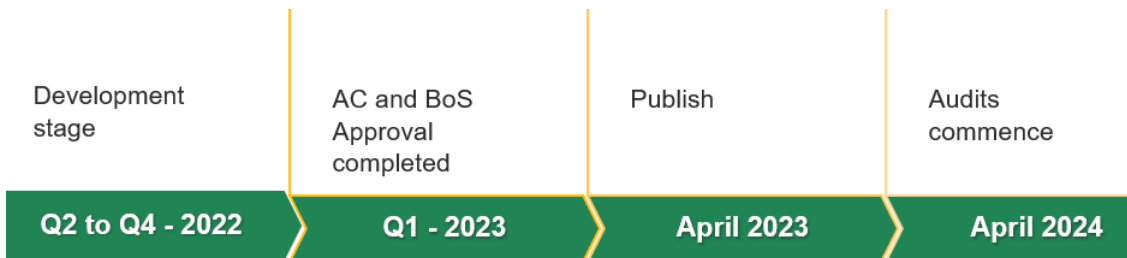 Development
stage
AC and BoS
Approval
completed
Publish
Audits
commence
Q2 to Q4 - 2022
Q1 - 2023
April 2023
April 2024